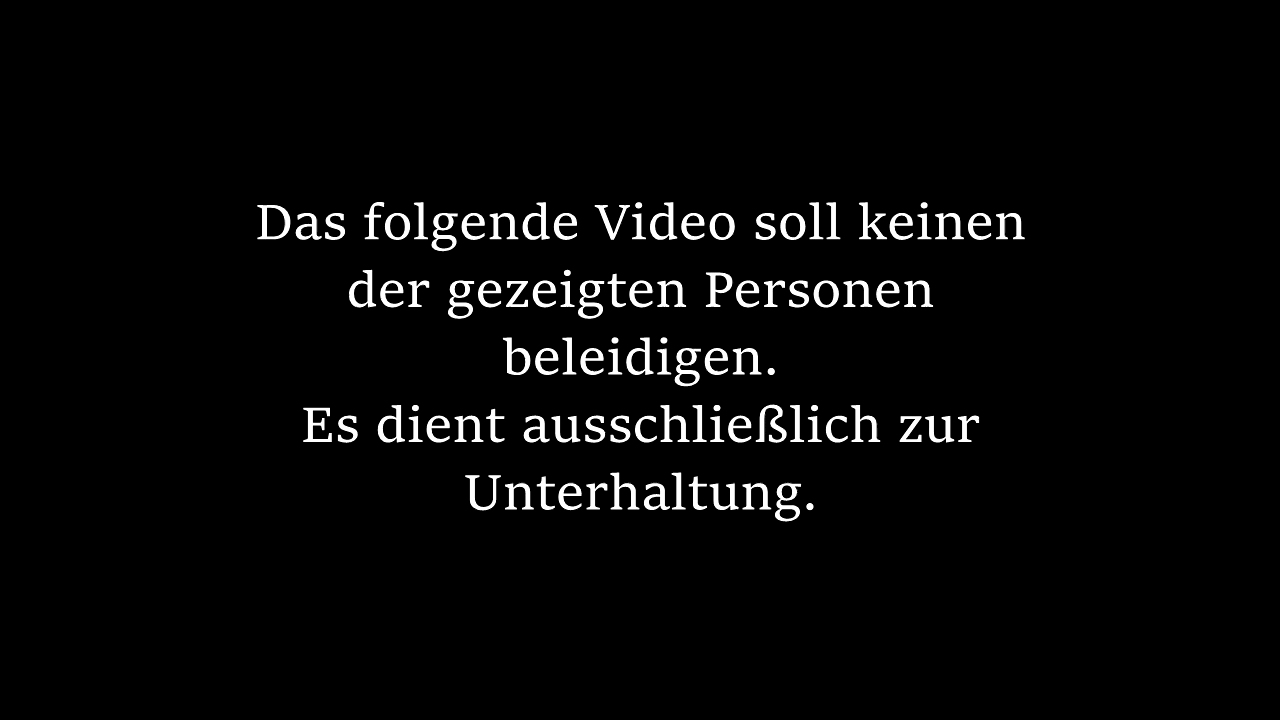 Das folgende Video soll keinen
der gezeigten Personen
beleidigen.
Es dient ausschließlich zur
Unterhaltung.